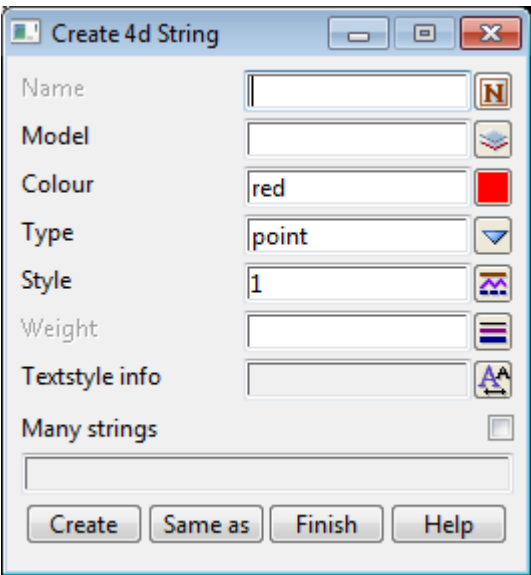 Create 4d String
Name N
Model
Colour red
Type point
Style 1
Weight
Textstyle info AA
Many strings
Create Same as Finish Help